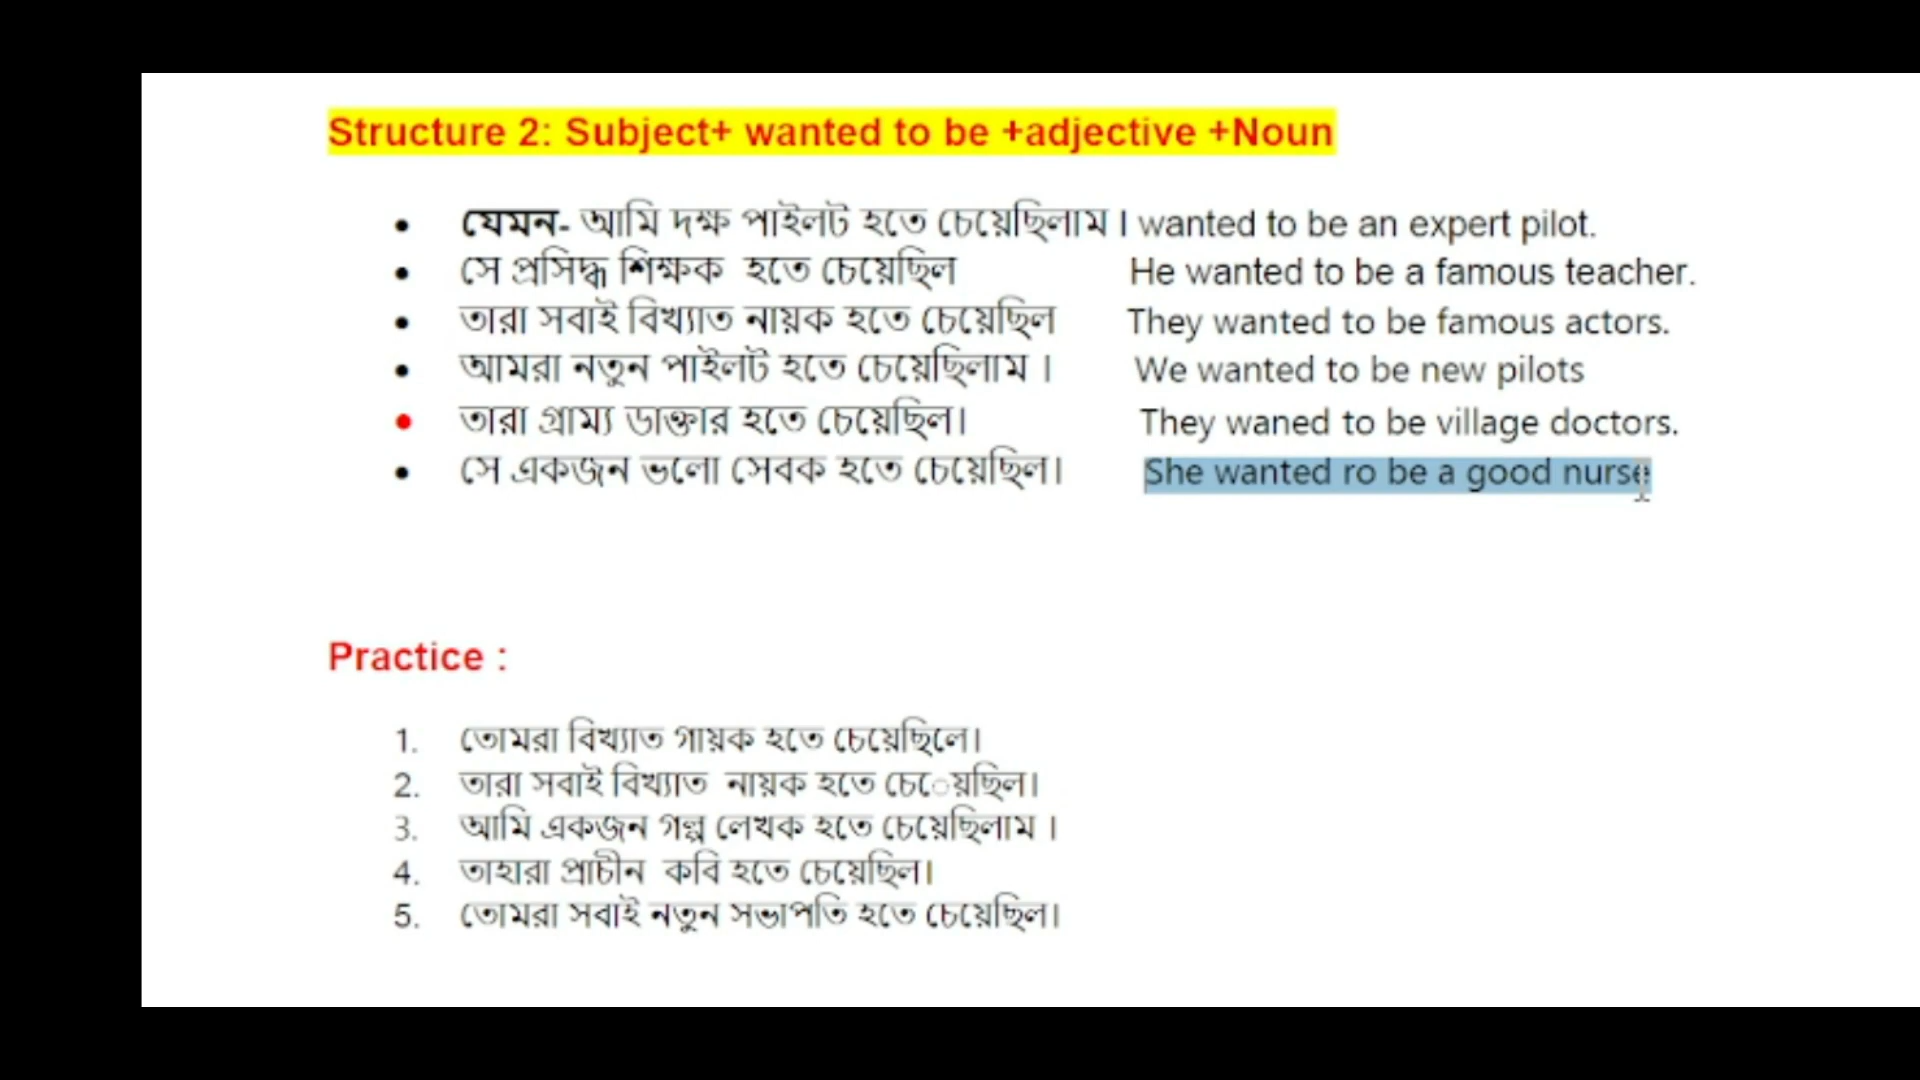 Structure 2: Subject+ wanted to be +adjective +Noun
• যেমন- আমি দক্ষ পাইলট হতে চেয়েছিলাম I wanted to be an expert pilot.
• সে প্রসিদ্ধ শিক্ষক হতে চেয়েছিল He wanted to be a famous teacher.
• তারা সবাই বিখ্যাত নায়ক হতে চেয়েছিল They wanted to be famous actors.
• আমরা নতুন পাইলট হতে চেয়েছিলাম । We wanted to be new pilots
• তারা গ্রাম্য ডাক্তার হতে চেয়েছিল। They waned to be village doctors.
• সে একজন ভলো সেবক হতে চেয়েছিল। She wanted ro be a good nurse
Practice :
1. তোমরা বিখ্যাত গায়ক হতে চেয়েছিলে।
2. তারা সবাই বিখ্যাত নায়ক হতে চেেয়ছিল।
3. আমি একজন গল্প লেখক হতে চেয়েছিলাম ।
4. তাহারা প্রাচীন কবি হতে চেয়েছিল।
5. তোমরা সবাই নতুন সভাপতি হতে চেয়েছিল।